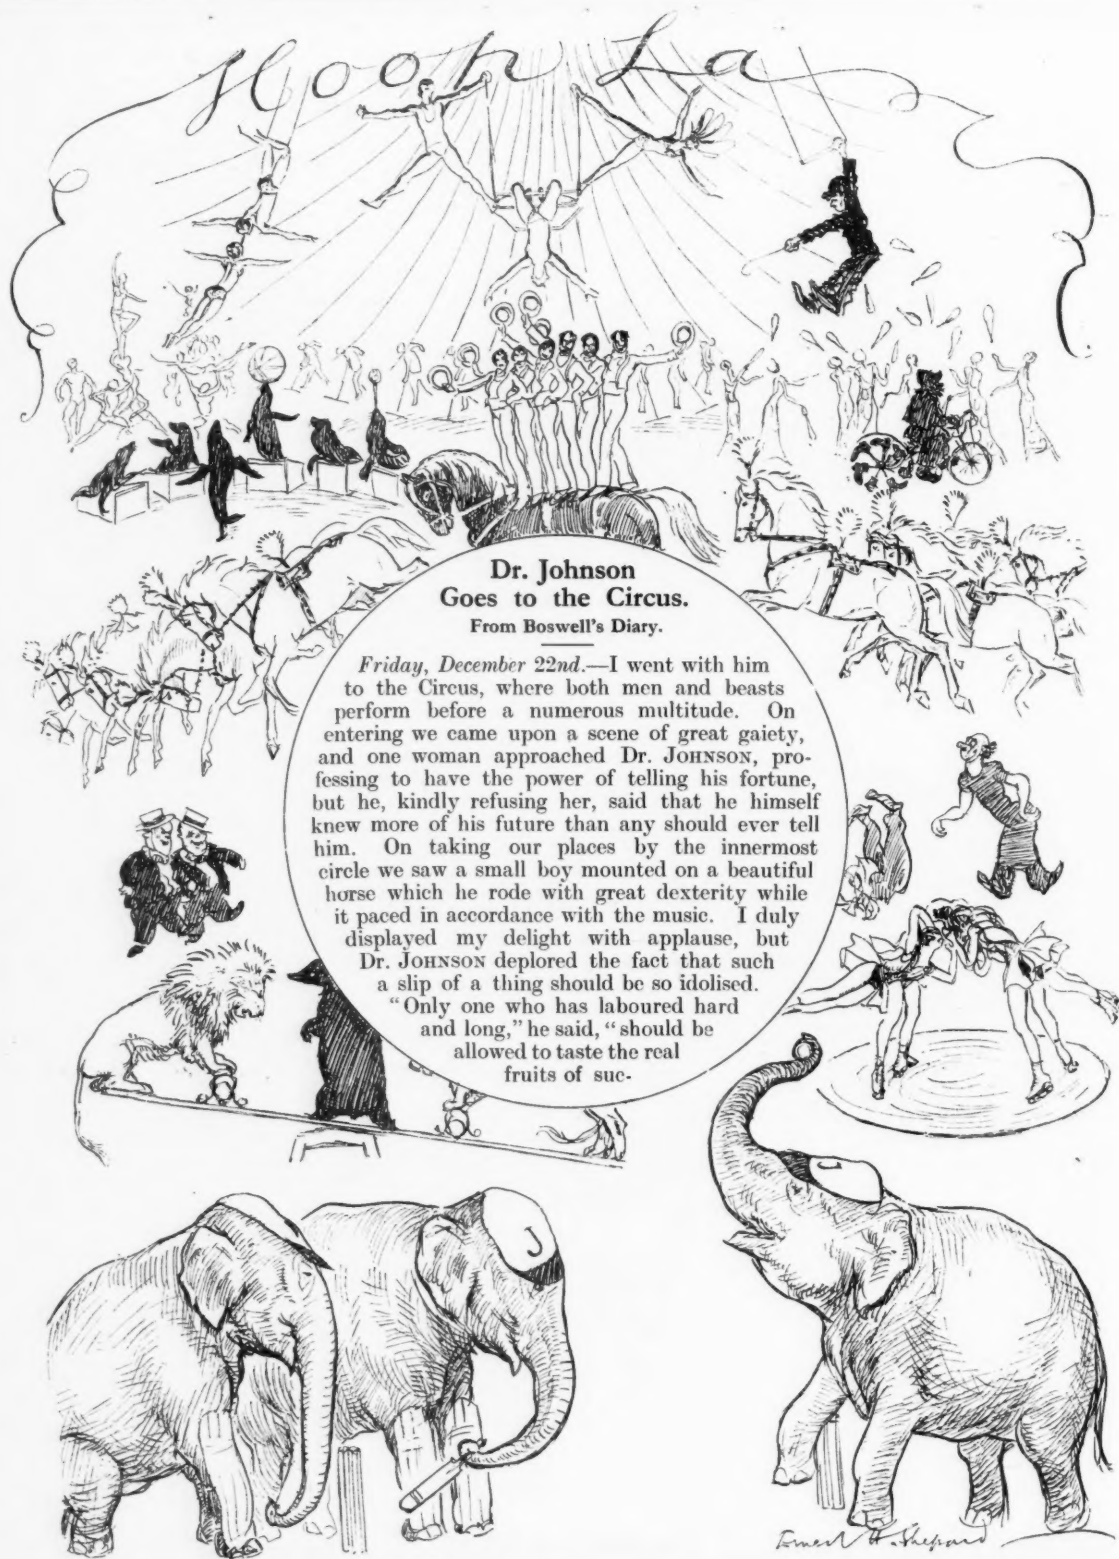 Hoop La
Dr. Johnson
Goes to the Circus.
From Boswell's Diary.
Friday, December 22nd.—I went with him
to the Circus, where both men and beasts
perform before a numerous multitude. On
entering we came upon a scene of great gaiety,
and one woman approached Dr. JOHNSON, pro-
fessing to have the power of telling his fortune,
but he, kindly refusing her, said that he himself
knew more of his future than any should ever tell
him. On taking our places by the innermost
circle we saw a small boy mounted on a beautiful
horse which he rode with great dexterity while
it paced in accordance with the music. I duly
displayed my delight with applause, but
Dr. JOHNSON deplored the fact that such
a slip of a thing should be so idolised.
"Only one who has laboured hard
and long," he said, "should be
allowed to taste the real
fruits of suc-
J
J
Ernest H. Shepard